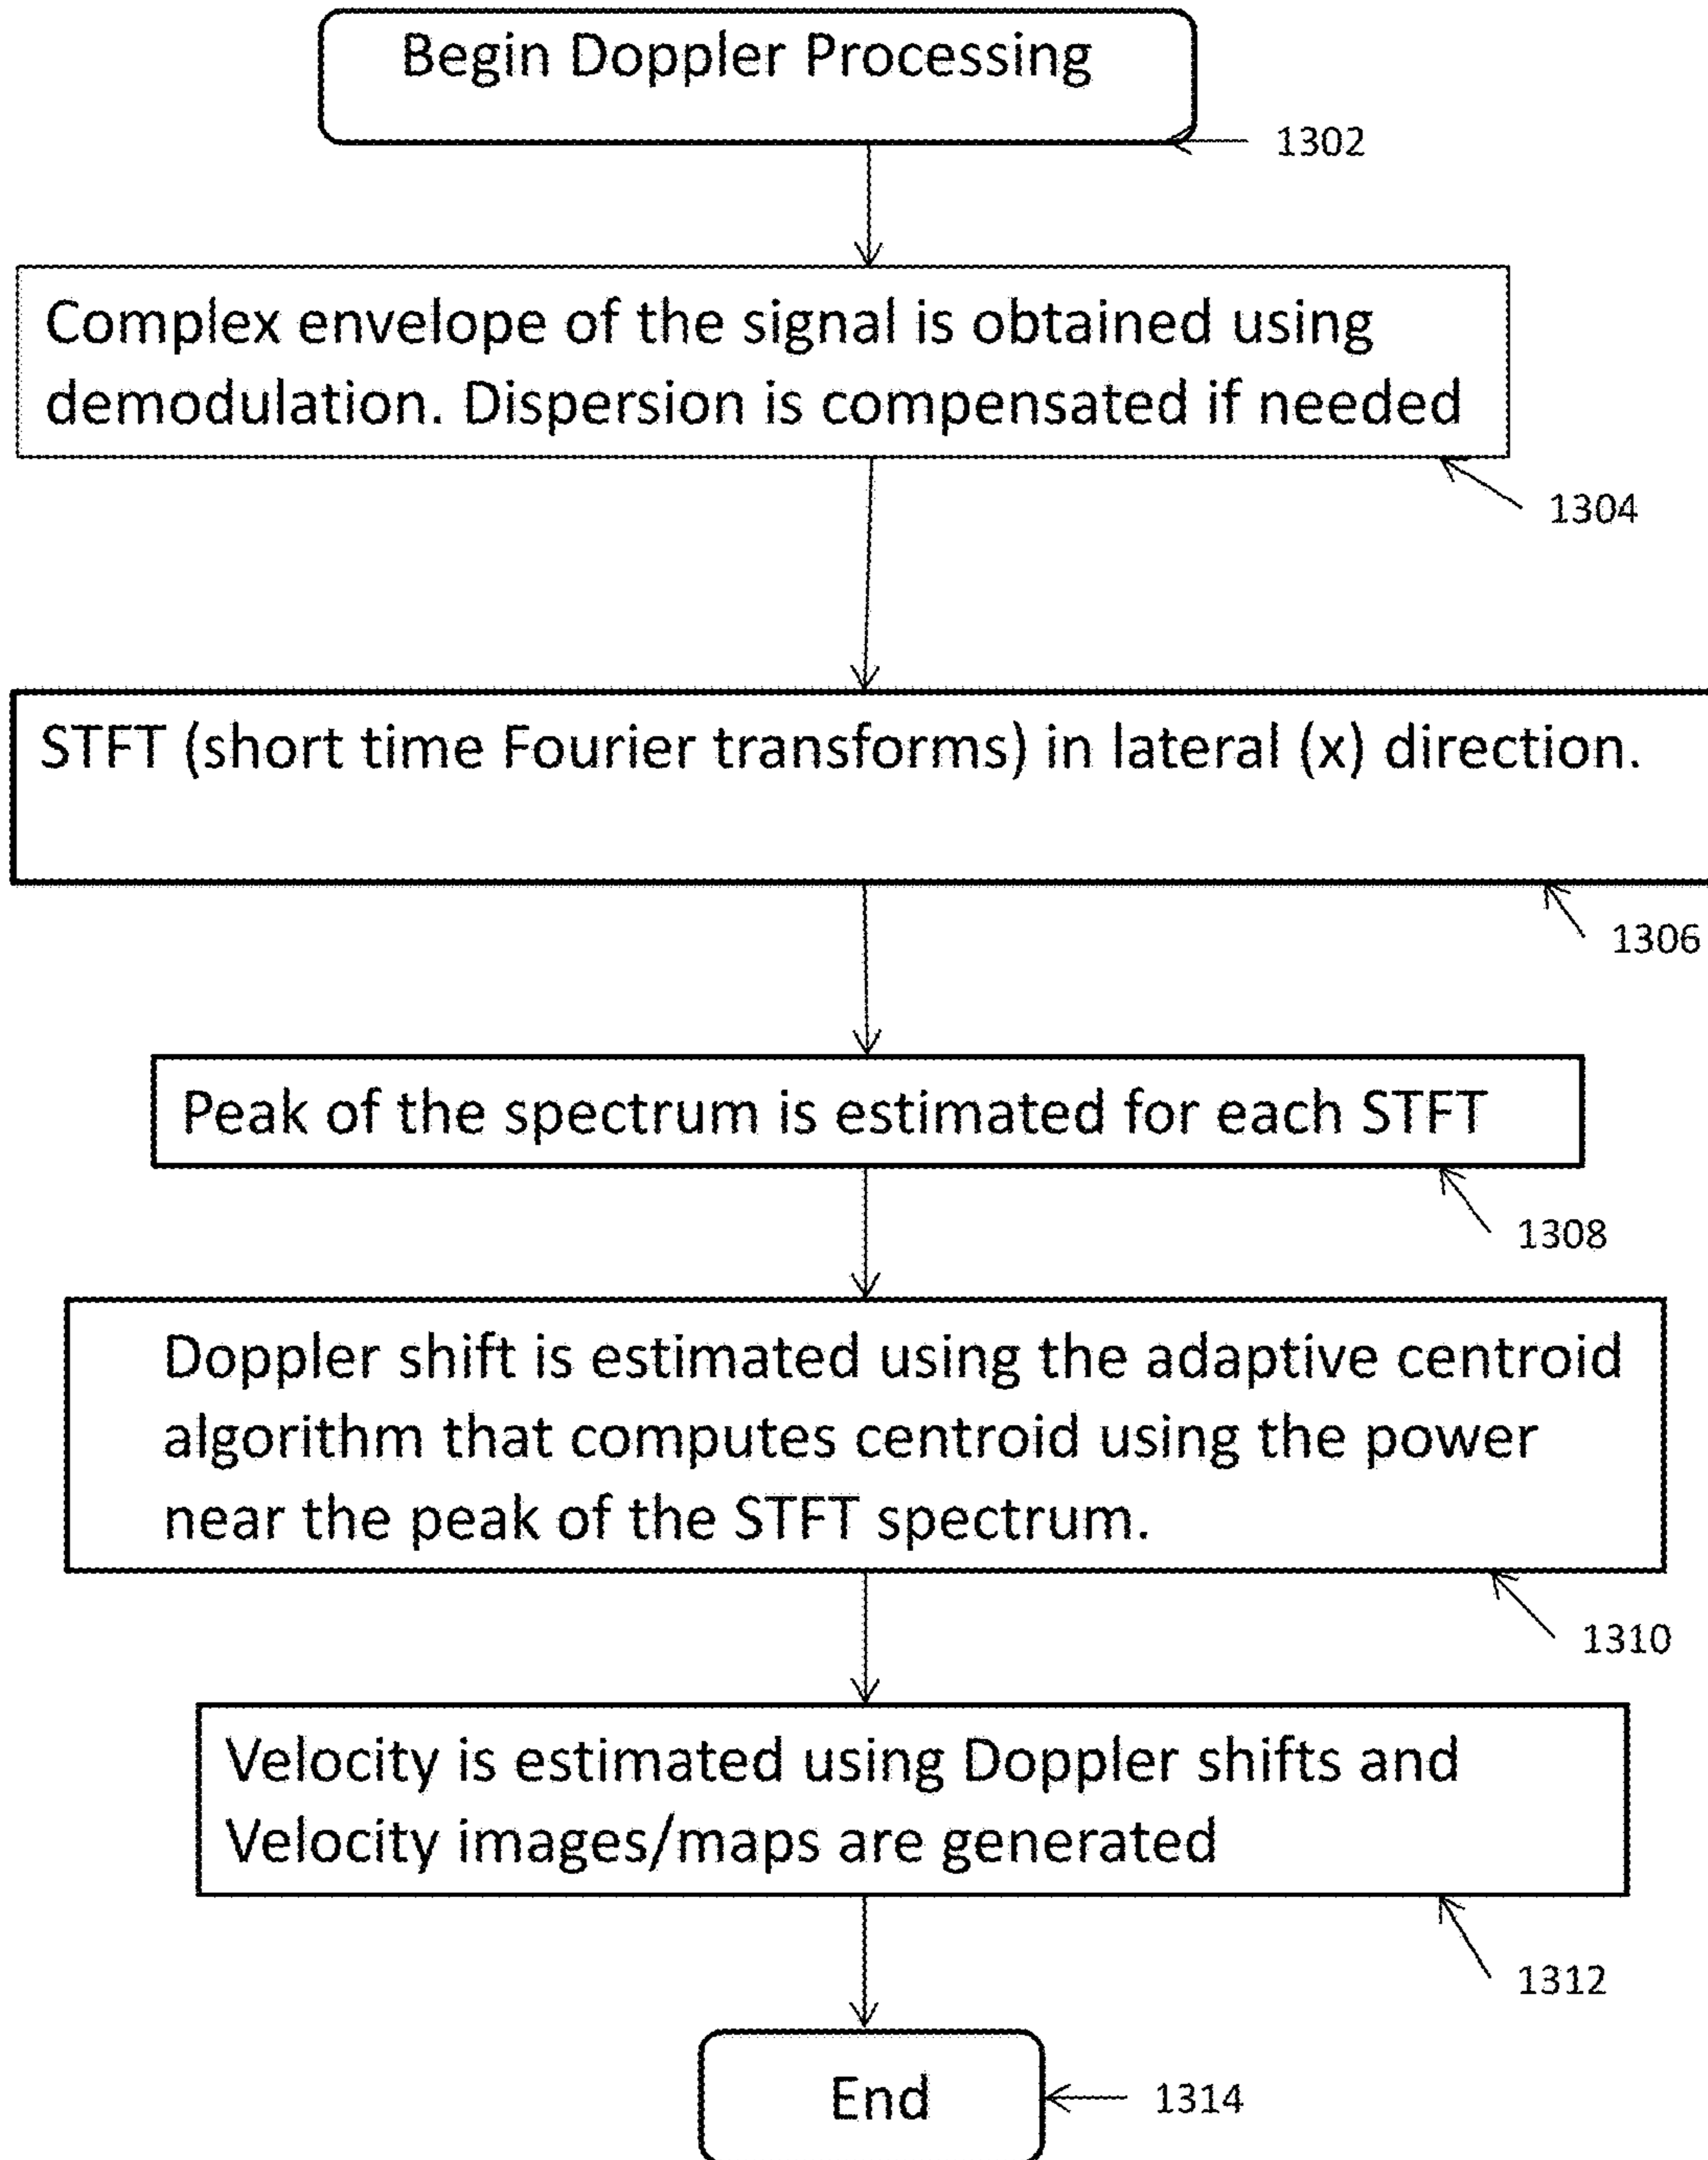 Begin Doppler Processing
1302
Complex envelope of the signal is obtained using
demodulation. Dispersion is compensated if needed
1304
STFT (short time Fourier transforms) in lateral (x) direction.
1306
Peak of the spectrum is estimated for each STFT
1308
Doppler shift is estimated using the adaptive centroid
algorithm that computes centroid using the power
near the peak of the STFT spectrum.
1310
Velocity is estimated using Doppler shifts and
Velocity images/maps are generated
1312
End
1314